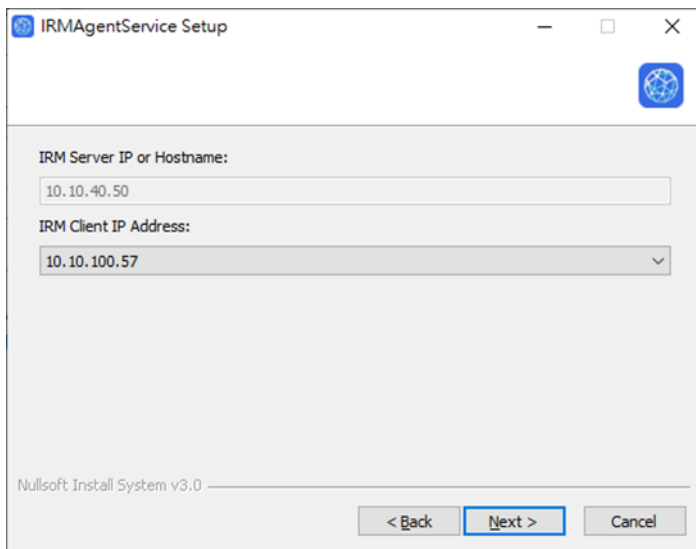 IRMAgentService Setup
IRM Server IP or Hostname:
10.10.40.50
IRM Client IP Address:
10.10.100.57
Nullsoft Install System v3.0
< Back Next > Cancel